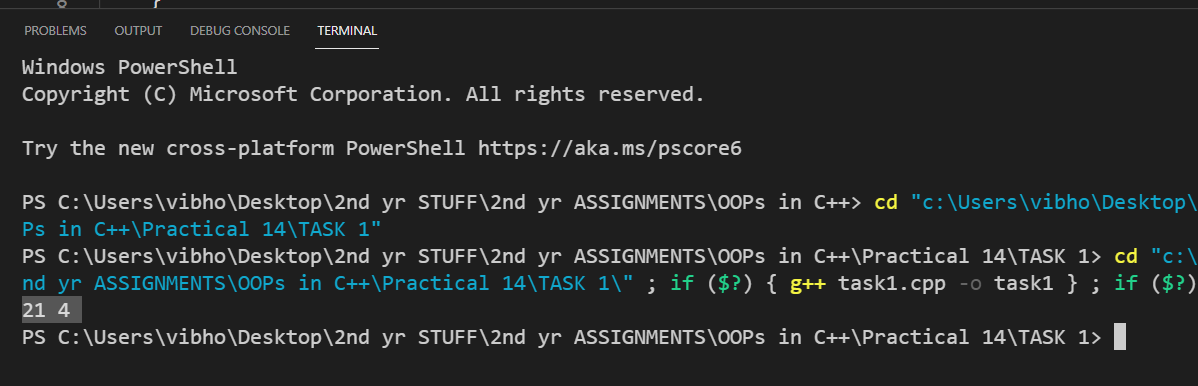 PROBLEMS OUTPUT DEBUG CONSOLE TERMINAL
Windows PowerShell
Copyright (C) Microsoft Corporation. All rights reserved.
Try the new cross-platform PowerShell https://aka.ms/pscore6
PS C:\Users\vibho\Desktop\2nd yr STUFF\2nd yr ASSIGNMENTS\OOPs in C++> cd "c:\Users\vibho\Desktop\
Ps in C++\Practical 14\TASK 1"
PS C:\Users\vibho\Desktop\2nd yr STUFF\2nd yr ASSIGNMENTS\OOPs in C++\Practical 14\TASK 1> cd "c:\
nd yr ASSIGNMENTS\OOPs in C++\Practical 14\TASK 1\" ; if ($?) { g++ task1.cpp -o task1 } ; if ($?)
21 4
PS C:\Users\vibho\Desktop\2nd yr STUFF\2nd yr ASSIGNMENTS\OOPs in C++\Practical 14\TASK 1>